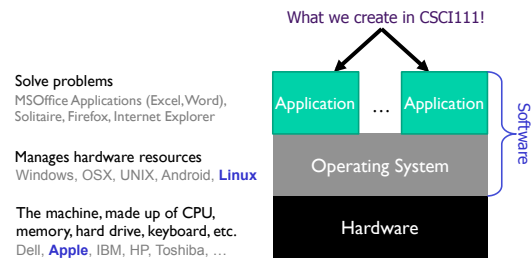 What we create in CSCI111!
Solve problems
MSOffice Applications (Excel, Word),
Solitaire, Firefox, Internet Explorer
Application
…
Application
Software
Manages hardware resources
Windows, OSX, UNIX, Android, Linux
Operating System
The machine, made up of CPU,
memory, hard drive, keyboard, etc.
Dell, Apple, IBM, HP, Toshiba, …
Hardware